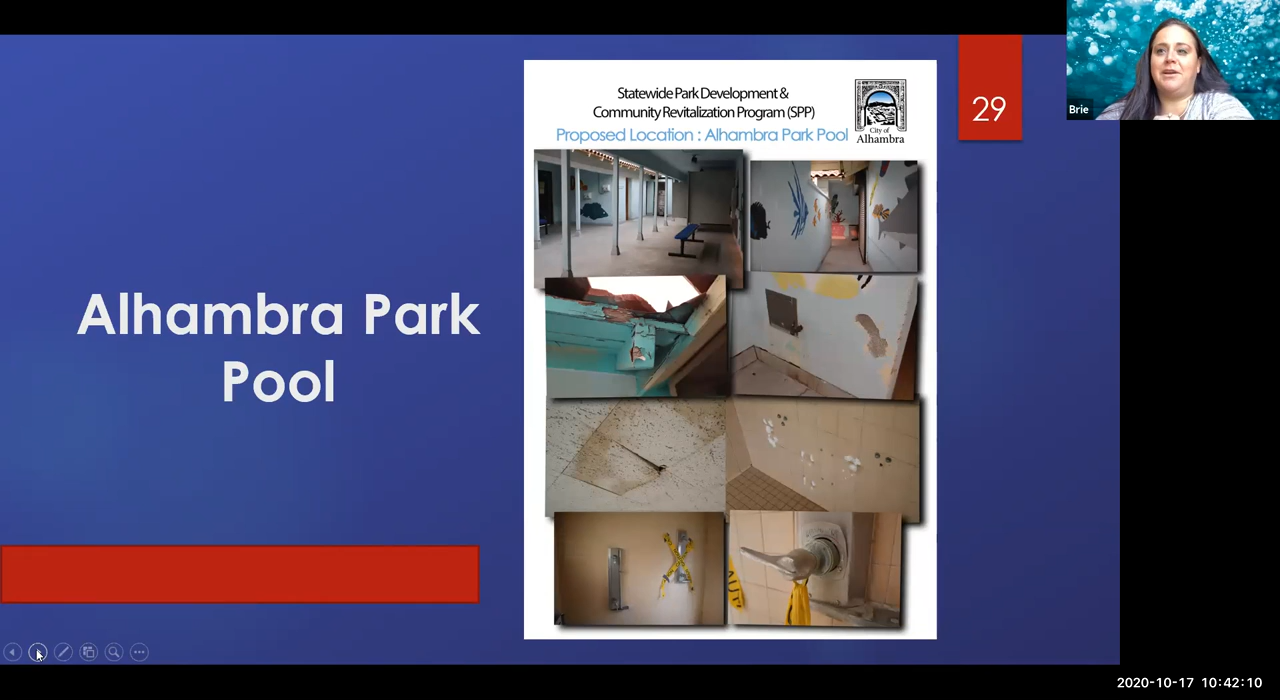 Statewide Park Development &
Community Revitalization Program (SPP)
Proposed Location : Alhambra Park Pool
City of
Alhambra
29
Brie
Alhambra Park
Pool
2020-10-17 10:42:10